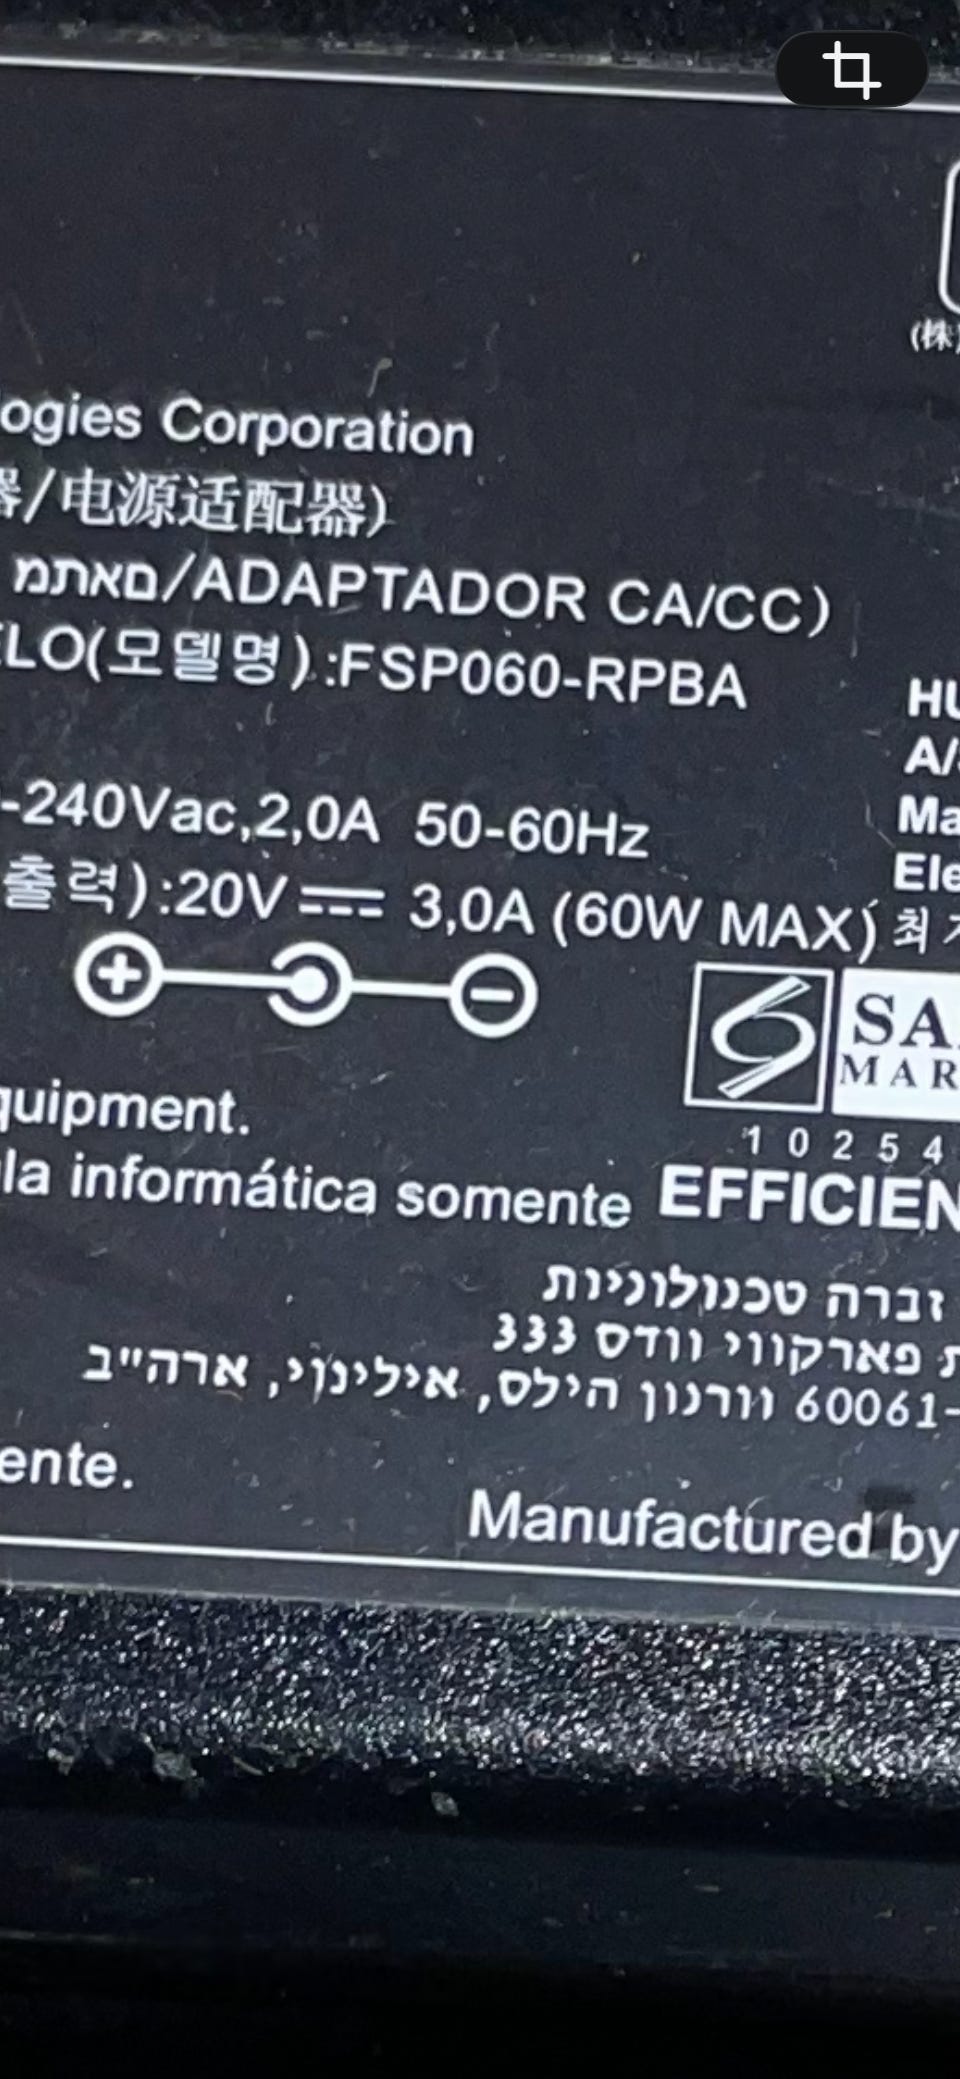 (株)
ogies Corporation
器/电源适配器)
מתאם/ADAPTADOR CA/CC)
ELO(모델명).:FSP060-RPBA
HU
A/
-240Vac,2,0A 50-60Hz
Ma
Ele
출력):20V 3,0A (60W MAX)
최
SA
MAR
quipment.
1 0 2 5 4
la informática somente
EFFICIEN
זברה טכנולוגיות
ת פארקווי וודס 333
60061- וורנון הילס, אילינוי, ארה"ב
ente.
Manufactured by